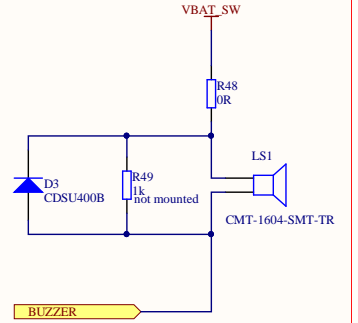 VBAT_SW
R48
0R
LS1
R49
1k
not mounted
D3
CDSU400B
CMT-1604-SMT-TR
BUZZER